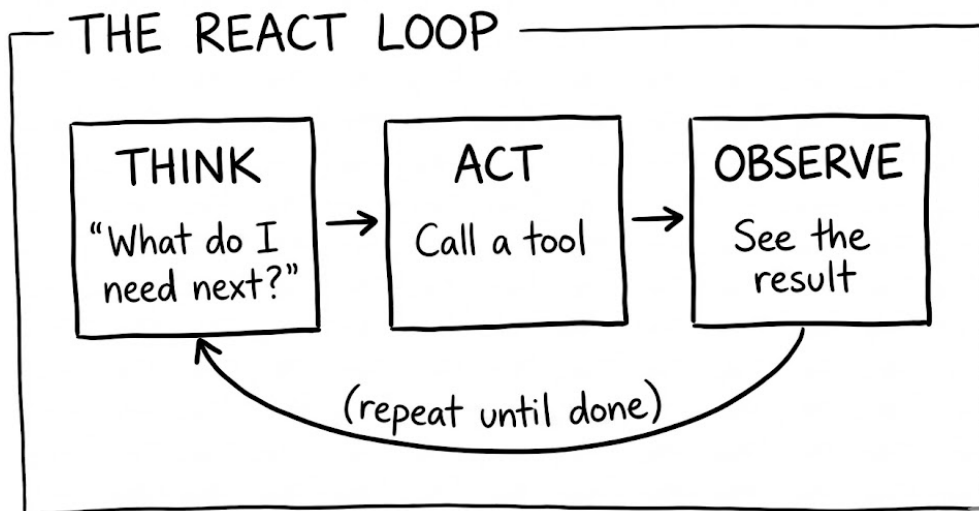 THE REACT LOOP
THINK
“What do I
need next?”
ACT
Call a tool
OBSERVE
See the
result
(repeat until done)